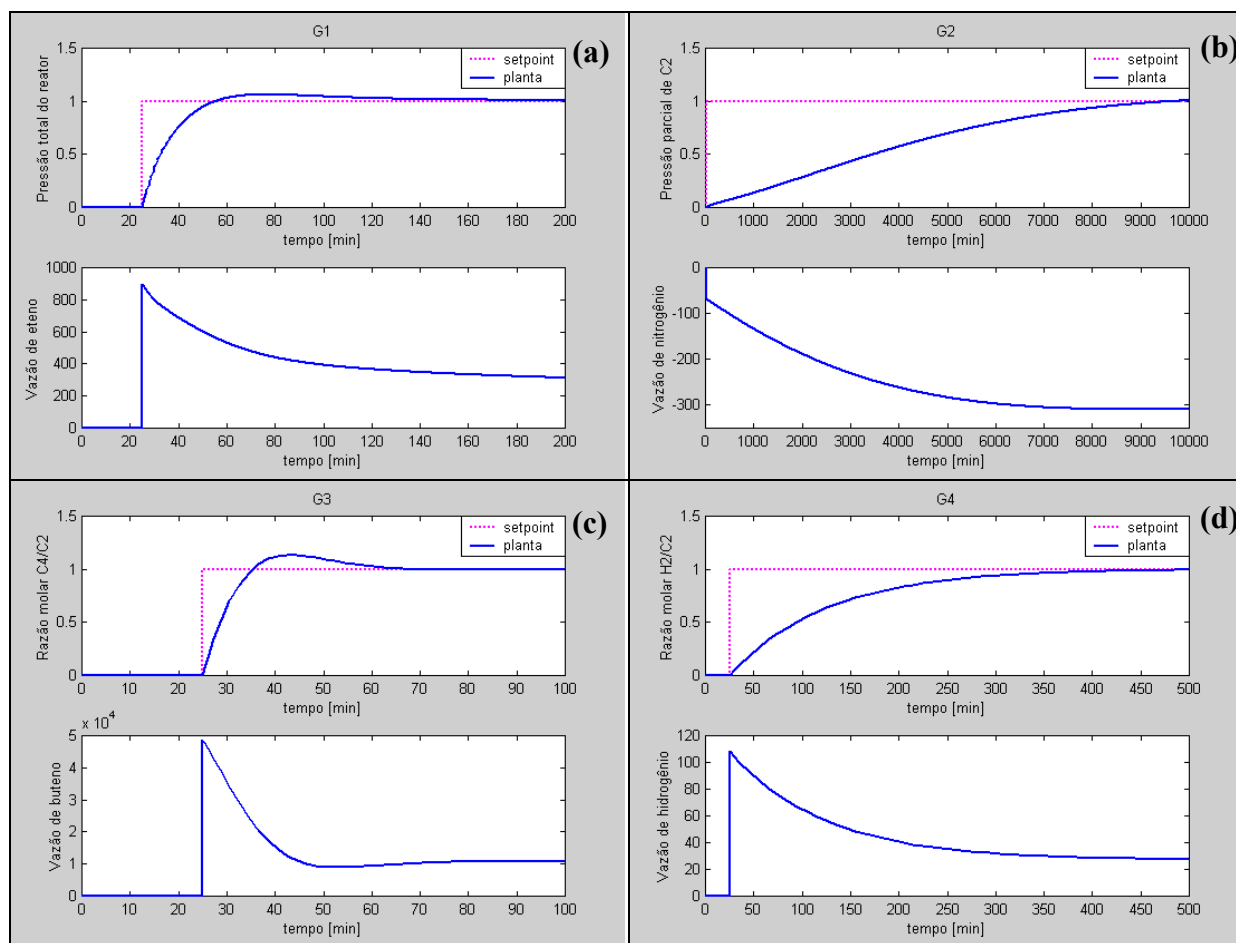 G1
(a)
Pressão total do reator
setpoint
planta
1.5
1
0.5
0
0 20 40 60 80 100 120 140 160 180 200
tempo [min]
Vazão de eteno
1000
800
600
400
200
0
0 20 40 60 80 100 120 140 160 180 200
tempo [min]
G2
(b)
Pressão parcial de C2
setpoint
planta
1.5
1
0.5
0
0 1000 2000 3000 4000 5000 6000 7000 8000 9000 10000
tempo [min]
Vazão de nitrogênio
0
-100
-200
-300
0 1000 2000 3000 4000 5000 6000 7000 8000 9000 10000
tempo [min]
G3
(c)
Razão molar C4/C2
setpoint
planta
1.5
1
0.5
0
0 10 20 30 40 50 60 70 80 90 100
tempo [min]
x 10^4
Vazão de buteno
5
4
3
2
1
0
0 10 20 30 40 50 60 70 80 90 100
tempo [min]
G4
(d)
Razão molar H2/C2
setpoint
planta
1.5
1
0.5
0
0 50 100 150 200 250 300 350 400 450 500
tempo [min]
Vazão de hidrogênio
120
100
80
60
40
20
0
0 50 100 150 200 250 300 350 400 450 500
tempo [min]